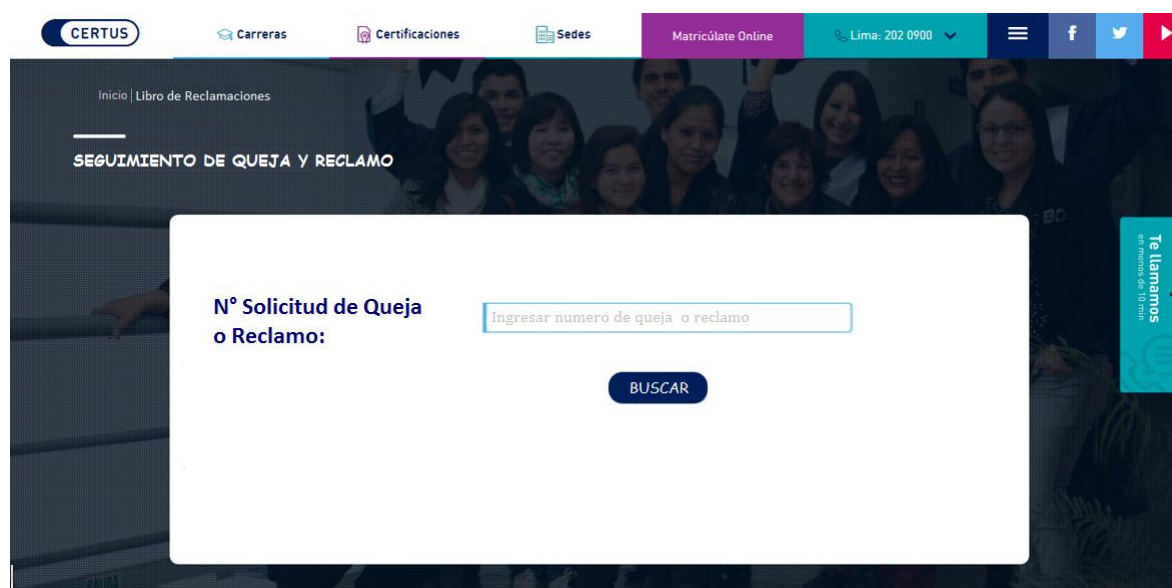 CERTUS
Carreras
Certificaciones
Sedes
Matricúlate Online
Lima: 202 0900
f
Inicio | Libro de Reclamaciones
SEGUIMIENTO DE QUEJA Y RECLAMO
Te llamamos
en menos de 10 min
N° Solicitud de Queja
o Reclamo:
Ingresar numero de queja o reclamo
BUSCAR
SALIDA